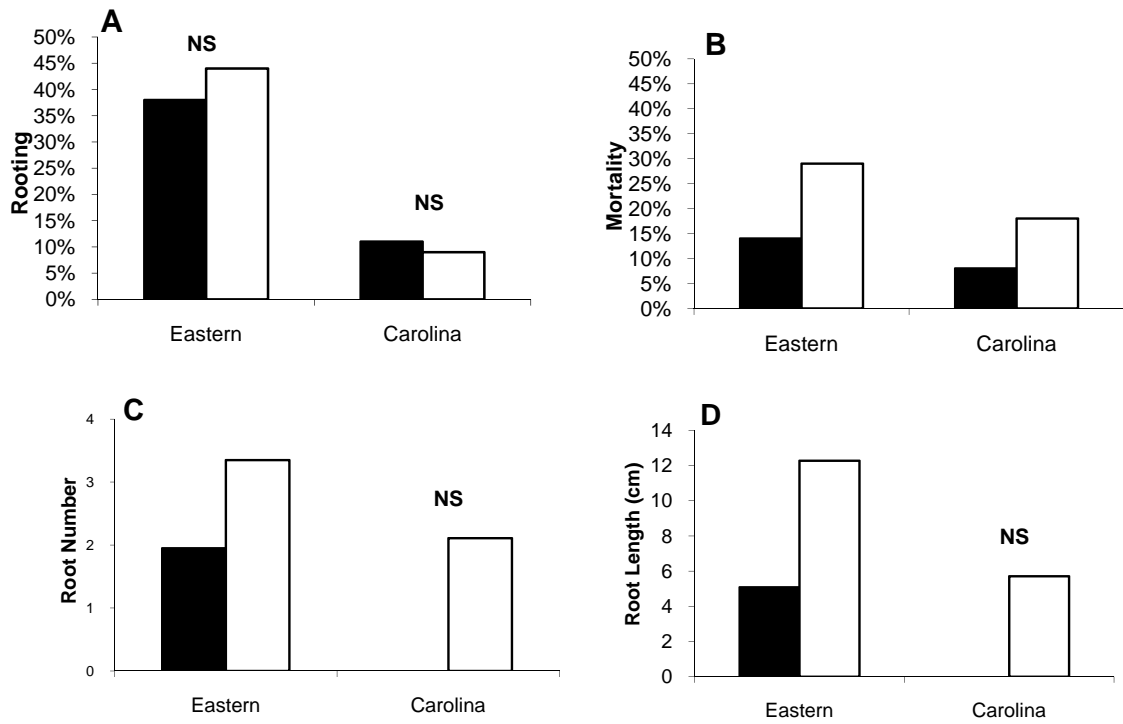 A
NS
50%
45%
40%
35%
30%
25%
20%
15%
10%
5%
0%
Rooting
NS
Eastern Carolina
B
50%
45%
40%
35%
30%
25%
20%
15%
10%
5%
0%
Mortality
Eastern Carolina
C
4
3
2
1
0
Root Number
NS
Eastern Carolina
D
14
12
10
8
6
4
2
0
Root Length (cm)
NS
Eastern Carolina